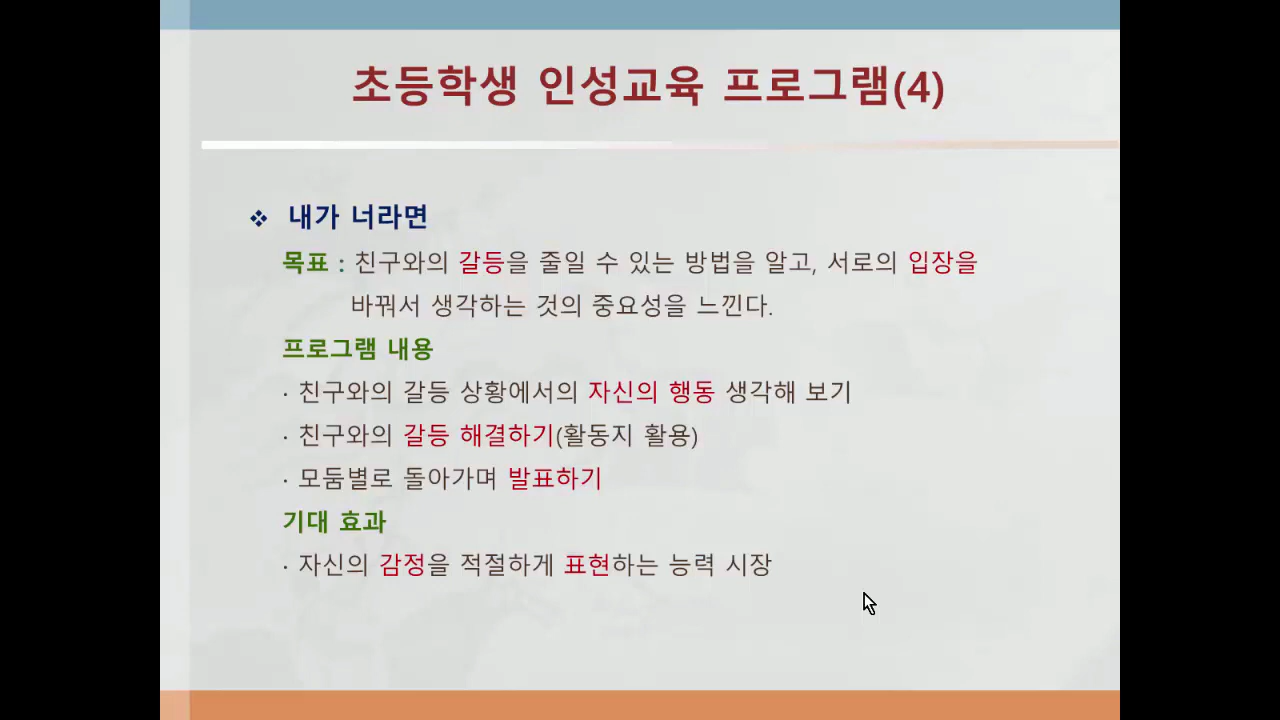 초등학생 인성교육 프로그램(4)
❖ 내가 너라면
목표 : 친구와의 갈등을 줄일 수 있는 방법을 알고, 서로의 입장을
바꿔서 생각하는 것의 중요성을 느낀다.
프로그램 내용
· 친구와의 갈등 상황에서의 자신의 행동 생각해 보기
· 친구와의 갈등 해결하기(활동지 활용)
· 모둠별로 돌아가며 발표하기
기대 효과
· 자신의 감정을 적절하게 표현하는 능력 시장